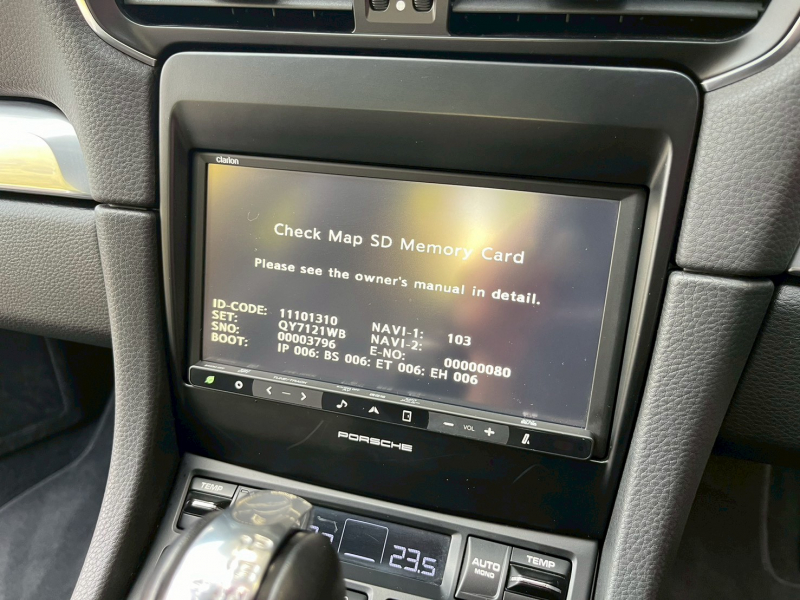 Clarion
Check Map SD Memory Card
Please see the owner's manual in detail.
ID-CODE: 11101310
SET: QY7121WB NAVI-1: 103
SNO: 00003796 NAVI-2:
BOOT: IP 006: BS 006: ET 006: EH 006
E-NO: 00000080
VOL
PORSCHE
TEMP
23.5
AUTO
MONO
TEMP